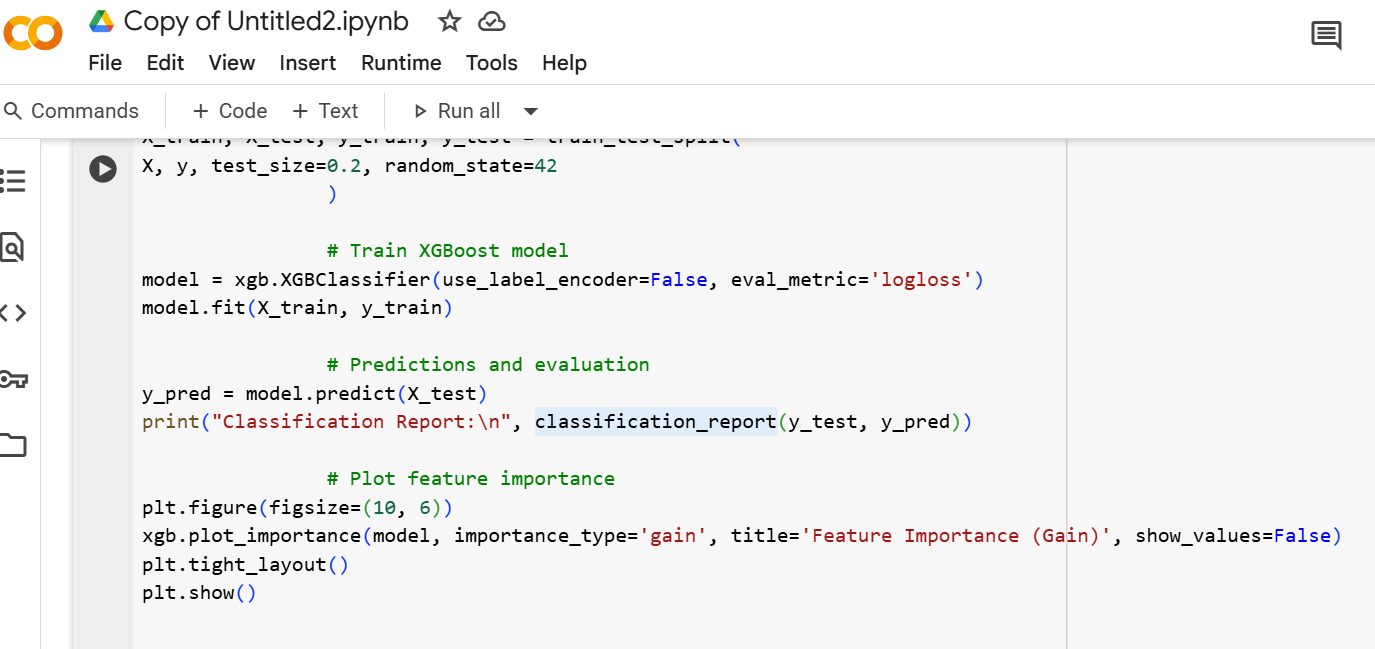 Copy of Untitled2.ipynb
File Edit View Insert Runtime Tools Help
Commands + Code + Text Run all
X_train, X_test, y_train, y_test = train_test_split(
X, y, test_size=0.2, random_state=42
)
# Train XGBoost model
model = xgb.XGBClassifier(use_label_encoder=False, eval_metric='logloss')
model.fit(X_train, y_train)
# Predictions and evaluation
y_pred = model.predict(X_test)
print("Classification Report:\n", classification_report(y_test, y_pred))
# Plot feature importance
plt.figure(figsize=(10, 6))
xgb.plot_importance(model, importance_type='gain', title='Feature Importance (Gain)', show_values=False)
plt.tight_layout()
plt.show()